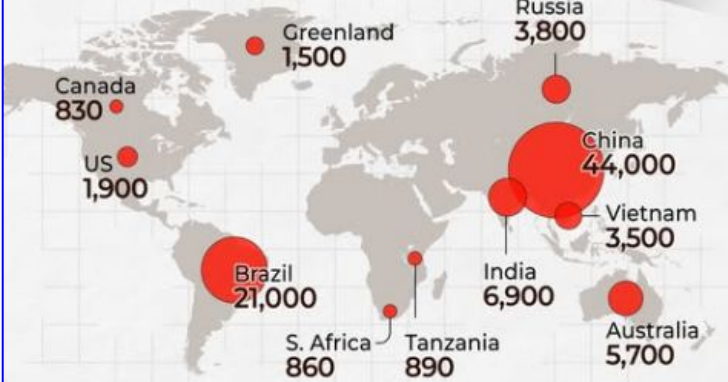 Russia
3,800
Greenland
1,500
Canada
830
US
1,900
China
44,000
Vietnam
3,500
India
6,900
Brazil
21,000
S. Africa
860
Tanzania
890
Australia
5,700